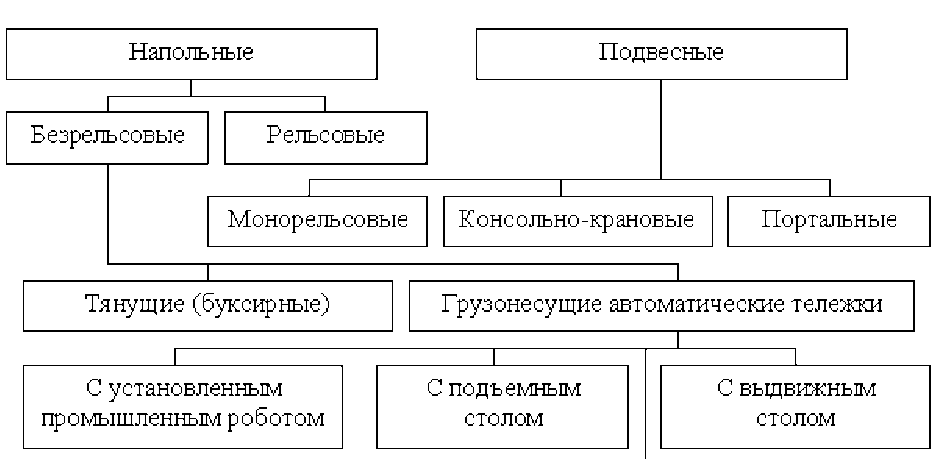 Напольные
Подвесные
Безрельсовые
Рельсовые
Монорельсовые
Консольно-крановые
Портальные
Тянущие (буксирные)
Грузонесущие автоматические тележки
С установленным
промышленным роботом
С подъемным
столом
С выдвижным
столом